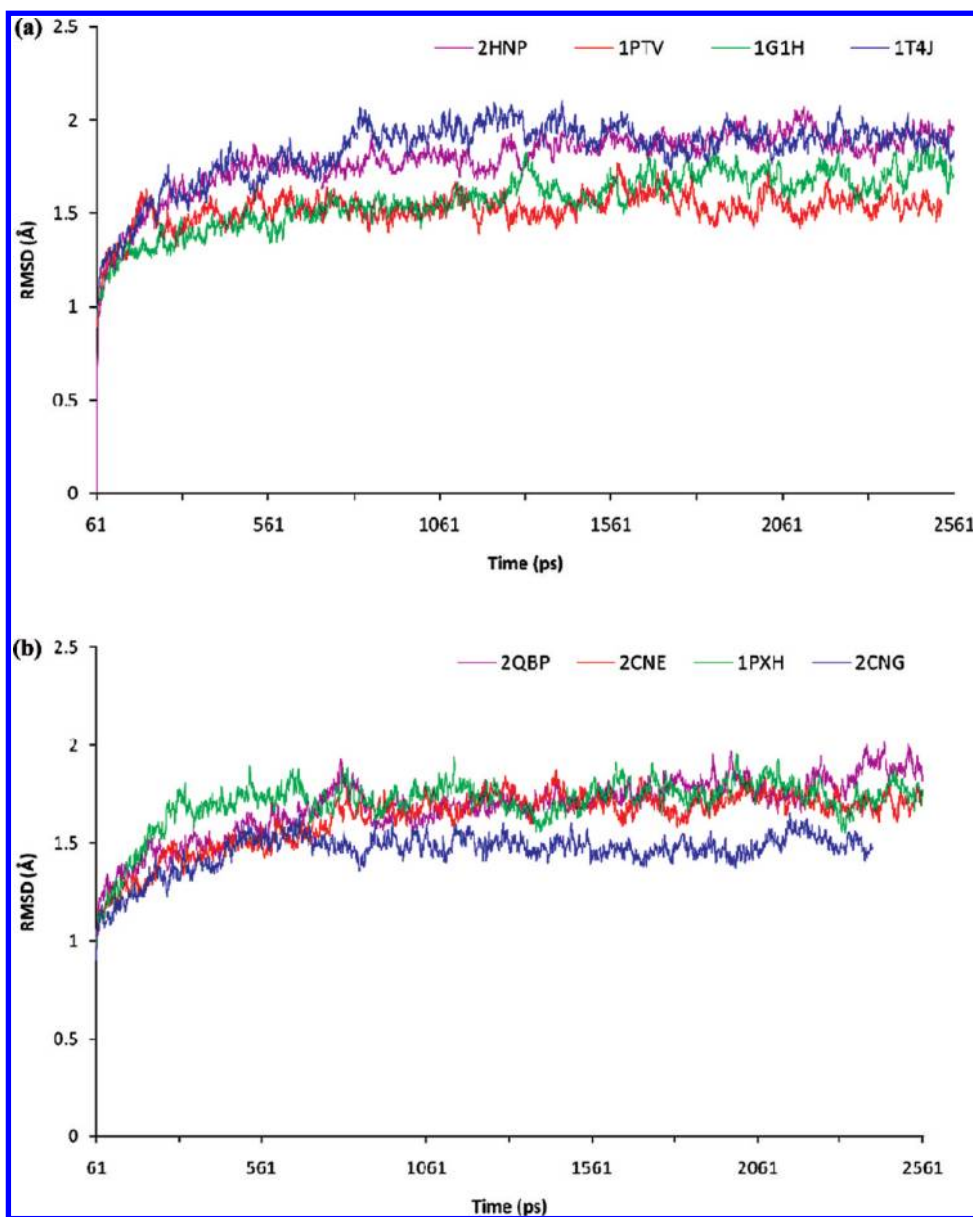 (a)
2HNP 1PTV 1G1H 1T4J
2.5
2
1.5
1
0.5
0
RMSD (Å)
61 561 1061 1561 2061 2561
Time (ps)
(b)
2QBP 2CNE 1PXH 2CNG
2.5
2
1.5
1
0.5
0
RMSD (Å)
61 561 1061 1561 2061 2561
Time (ps)